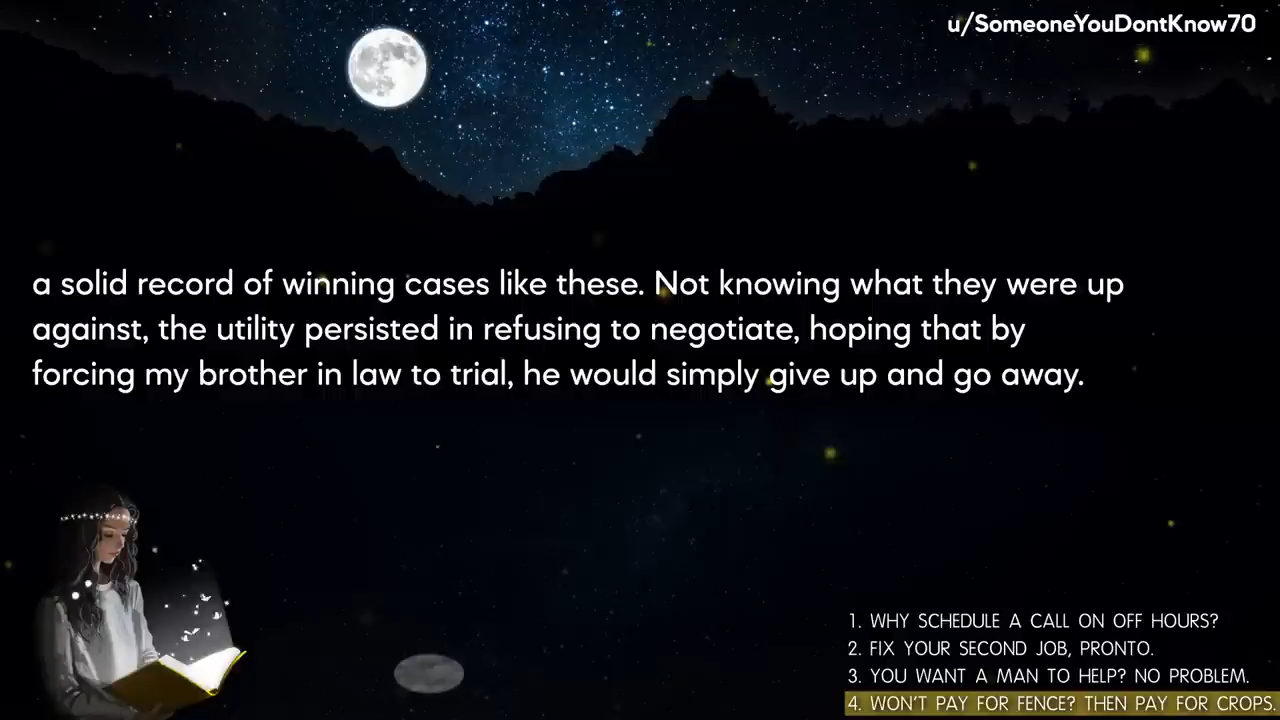 u/SomeoneYouDontKnow70
a solid record of winning cases like these. Not knowing what they were up
against, the utility persisted in refusing to negotiate, hoping that by
forcing my brother in law to trial, he would simply give up and go away.
1. WHY SCHEDULE A CALL ON OFF HOURS?
2. FIX YOUR SECOND JOB, PRONTO.
3. YOU WANT A MAN TO HELP? NO PROBLEM.
4. WON'T PAY FOR FENCE? THEN PAY FOR CROPS.